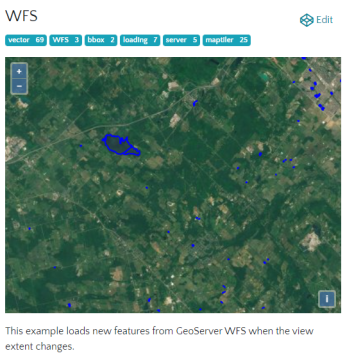 WFS
Edit
vector 69 WFS 3 bbox 2 loading 7 server 5 maptiler 25
+
−
i
This example loads new features from GeoServer WFS when the view
extent changes.